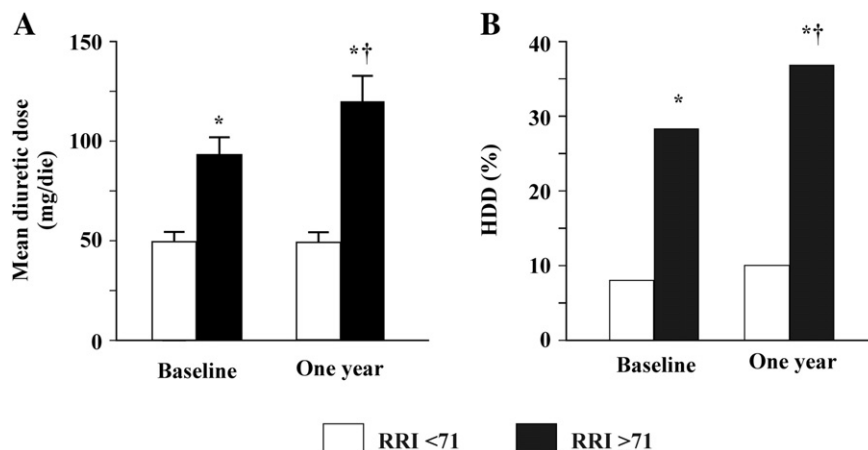 A
Mean diuretic dose
(mg/die)
150
100
50
0
*
*†
Baseline
One year
B
HDD (%)
40
30
20
10
0
*
*†
Baseline
One year
RRI <71
RRI >71